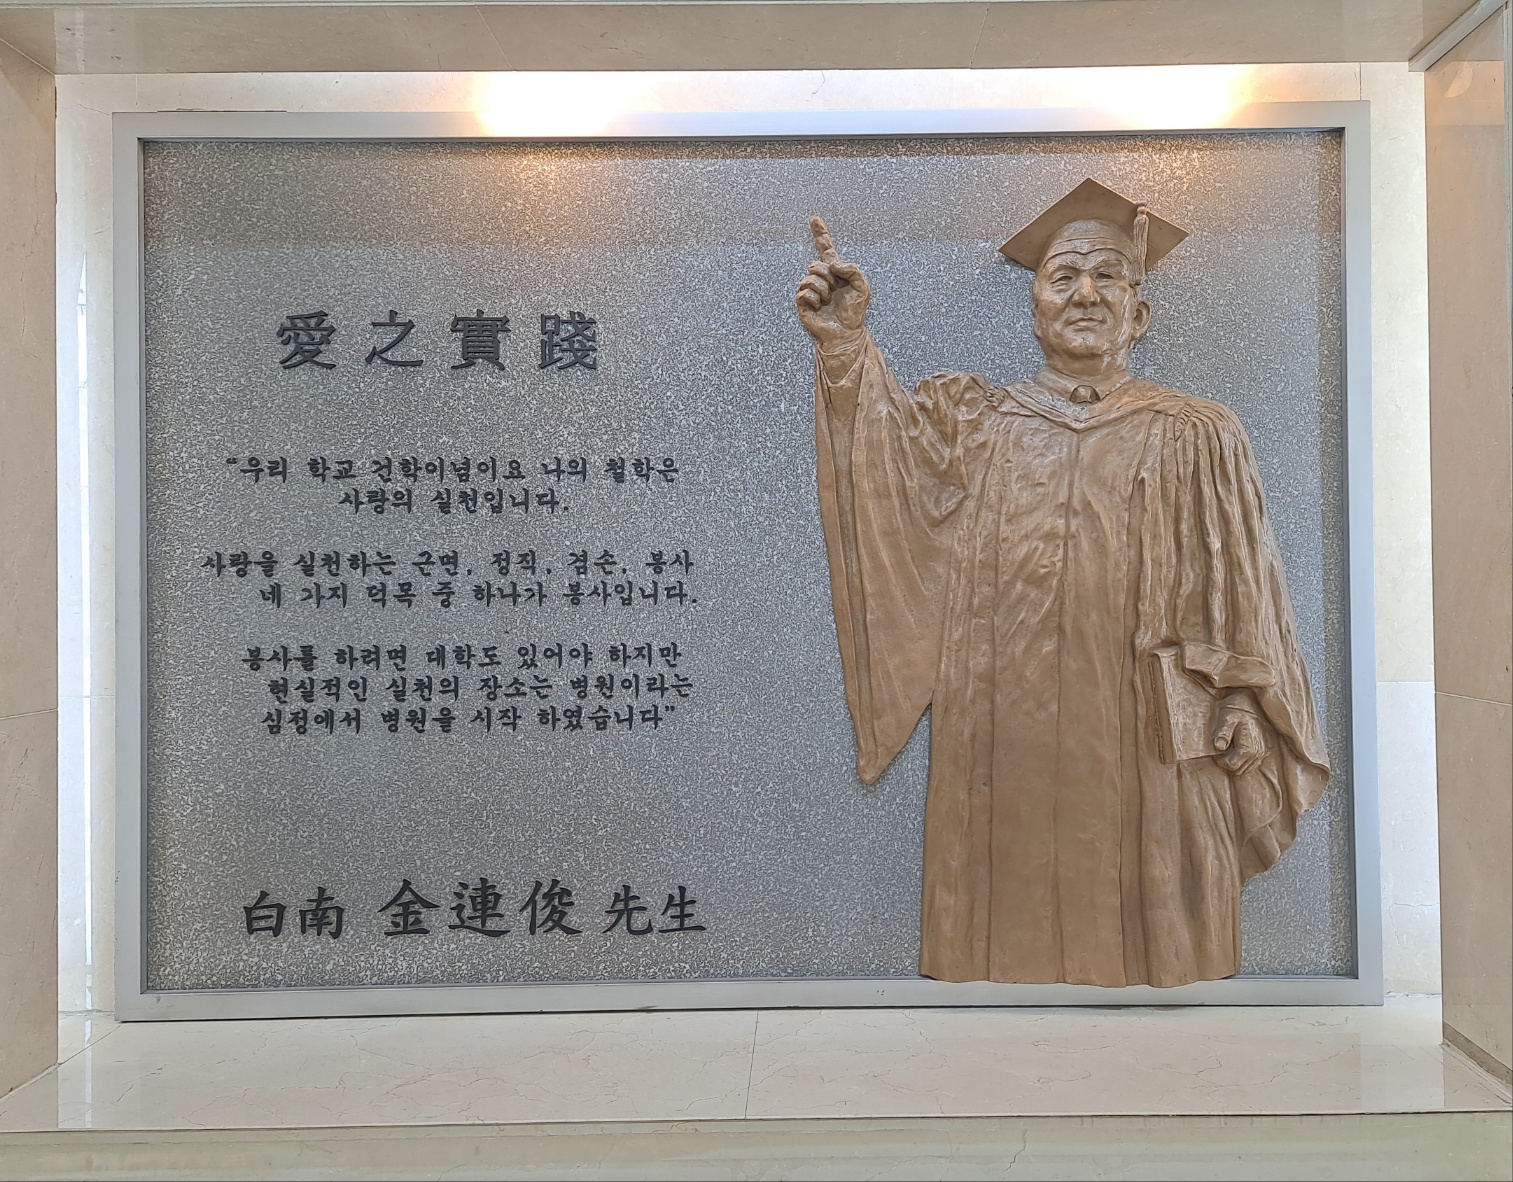 愛之實踐
“우리 학교 건학이념이요 나의 철학은
사랑의 실천입니다.
사랑을 실천하는 근면, 정직, 겸손, 봉사
네 가지 덕목 중 하나가 봉사입니다.
봉사를 하려면 대학도 있어야 하지만
현실적인 실천의 장소는 병원이라는
심정에서 병원을 시작 하였습니다”
白南 金連俊 先生